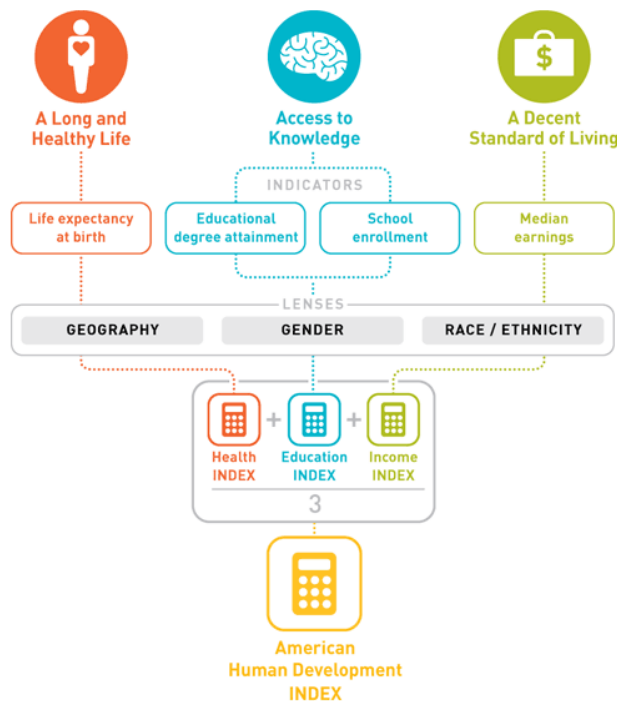 $
A Long and
Healthy Life
Access to
Knowledge
A Decent
Standard of Living
INDICATORS
Life expectancy
at birth
Educational
degree attainment
School
enrollment
Median
earnings
LENSES
GEOGRAPHY
GENDER
RACE / ETHNICITY
+
+
Health
INDEX
Education
INDEX
Income
INDEX
3
American
Human Development
INDEX